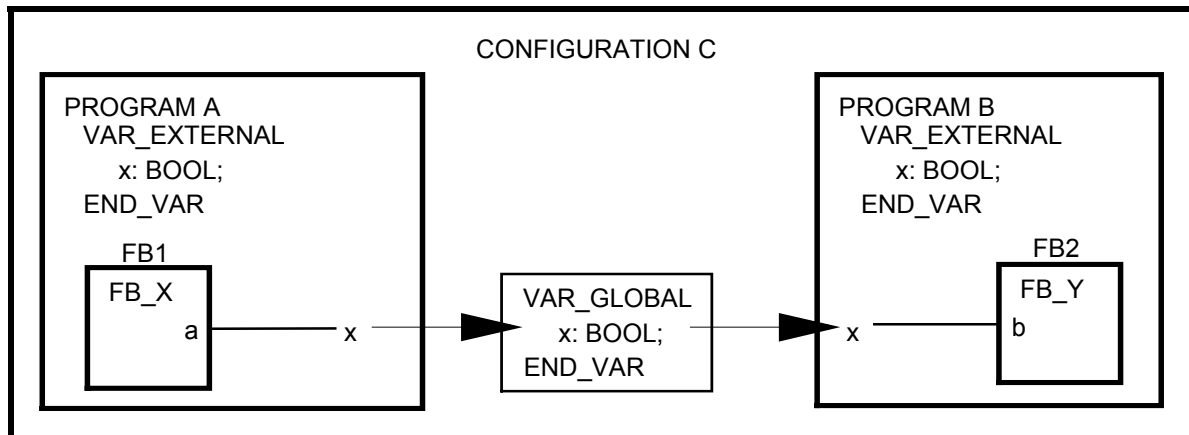 CONFIGURATION C
PROGRAM A
VAR_EXTERNAL
x: BOOL;
END_VAR
FB1
FB_X
a
x
VAR_GLOBAL
x: BOOL;
END_VAR
PROGRAM B
VAR_EXTERNAL
x: BOOL;
END_VAR
FB2
FB_Y
x
b